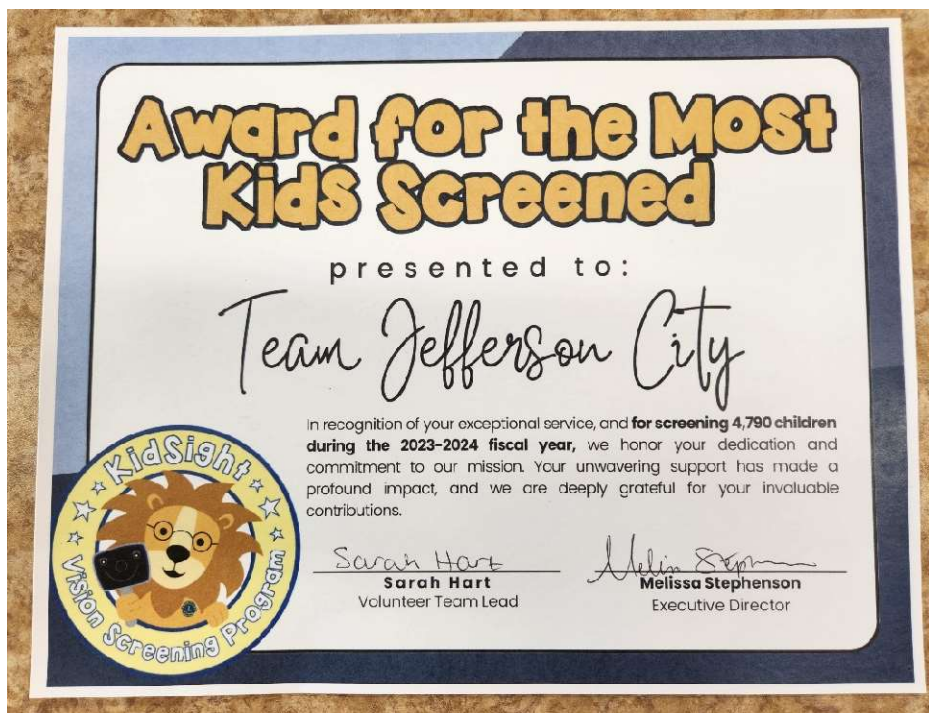 Award for the Most
Kids Screened
presented to:
Team Jefferson City
In recognition of your exceptional service, and for screening 4,790 children
during the 2023-2024 fiscal year, we honor your dedication and
commitment to our mission. Your unwavering support has made a
profound impact, and we are deeply grateful for your invaluable
contributions.
KidSight
Vision Screening Program
Sarah Hart
Sarah Hart
Volunteer Team Lead
Melissa Stephenson
Executive Director